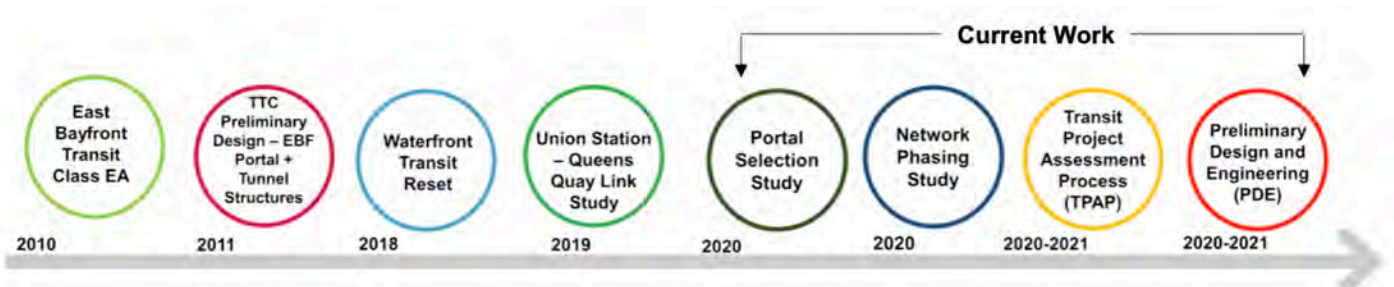 Current Work
East
Bayfront
Transit
Class EA
TTC
Preliminary
Design – EBF
Portal +
Tunnel
Structures
Waterfront
Transit
Reset
Union Station
– Queens
Quay Link
Study
Portal
Selection
Study
Network
Phasing
Study
Transit
Project
Assessment
Process
(TPAP)
Preliminary
Design and
Engineering
(PDE)
2010
2011
2018
2019
2020
2020
2020-2021
2020-2021